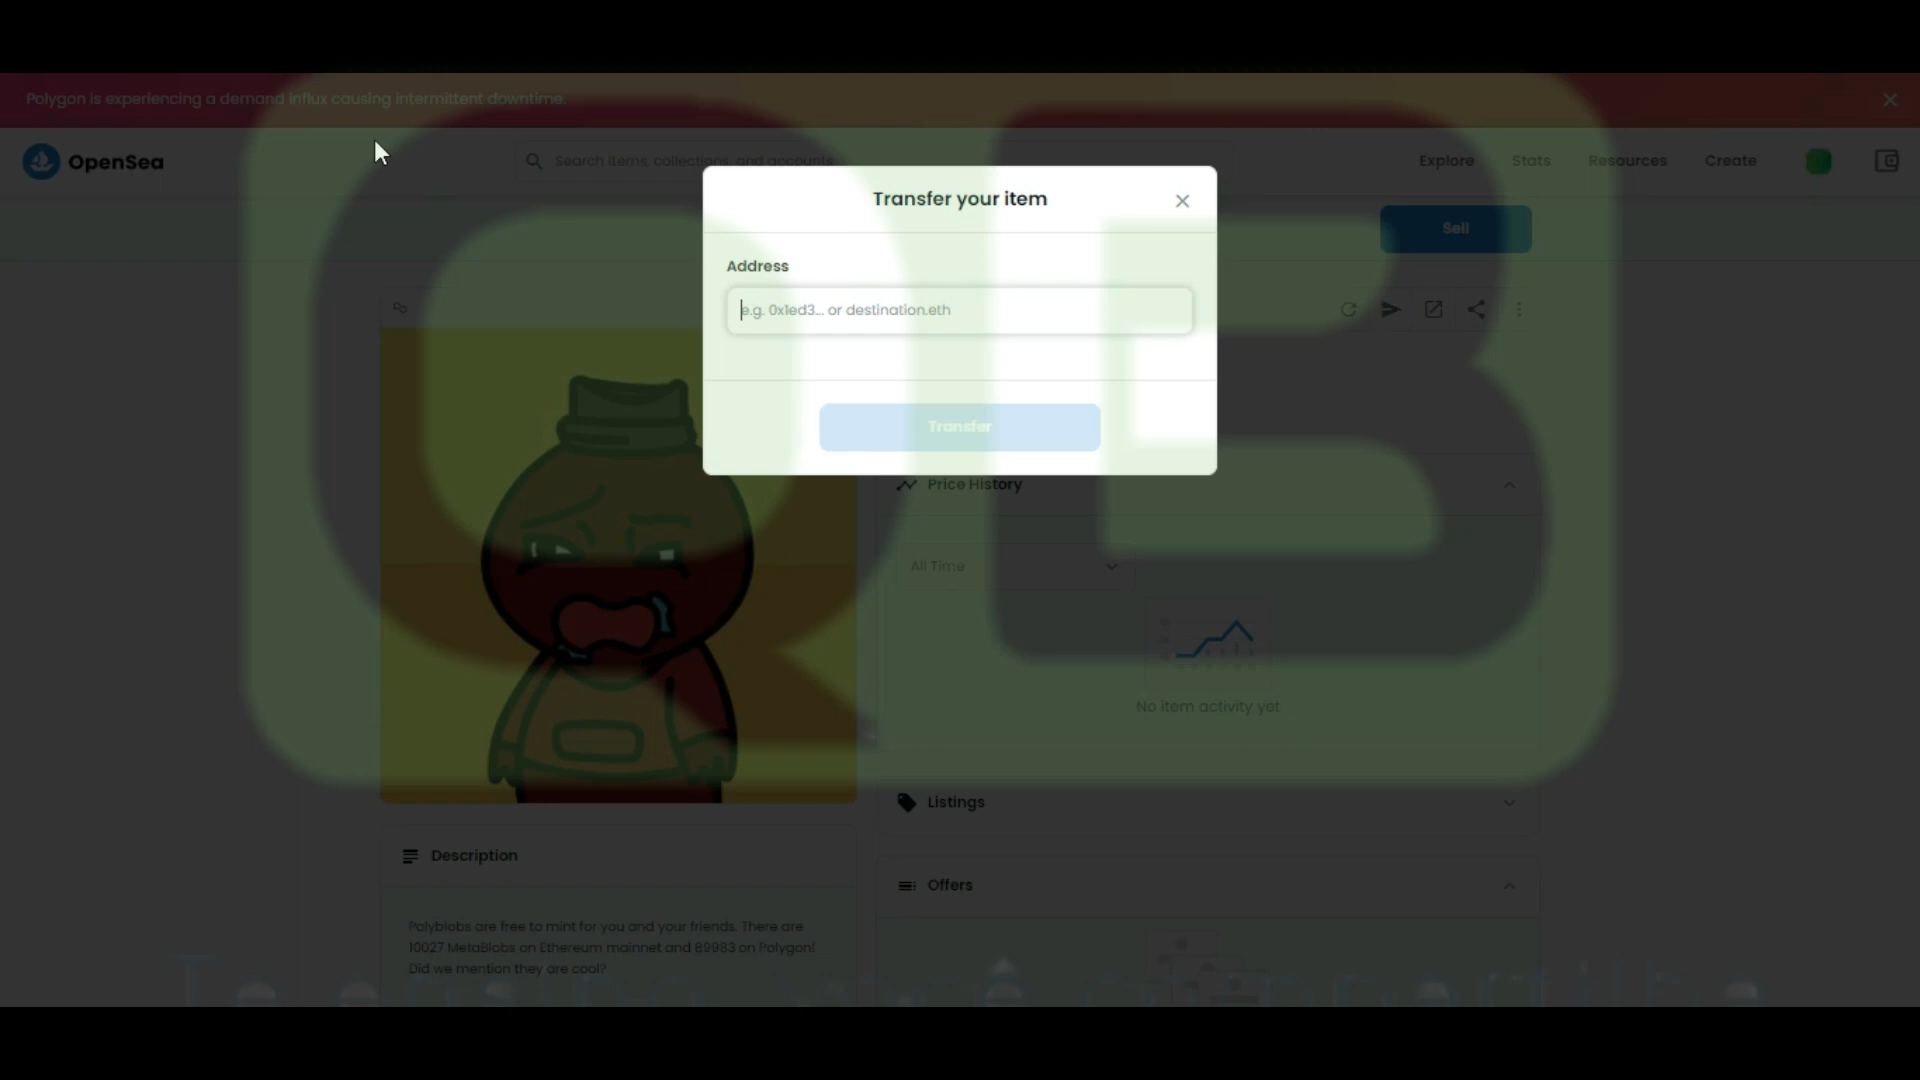 Polygon is experiencing a demand influx causing intermittent downtime.
OpenSea
Search items, collections, and accounts
Explore
Stats
Resources
Create
Sell
Transfer your item
Address
e.g. 0x1ed3... or destination.eth
Transfer
Price History
All Time
No item activity yet
Listings
Offers
Description
Polyblobs are free to mint for you and your friends. There are
10027 MetaBlobs on Ethereum mainnet and 89983 on Polygon!
Did we mention they are cool?